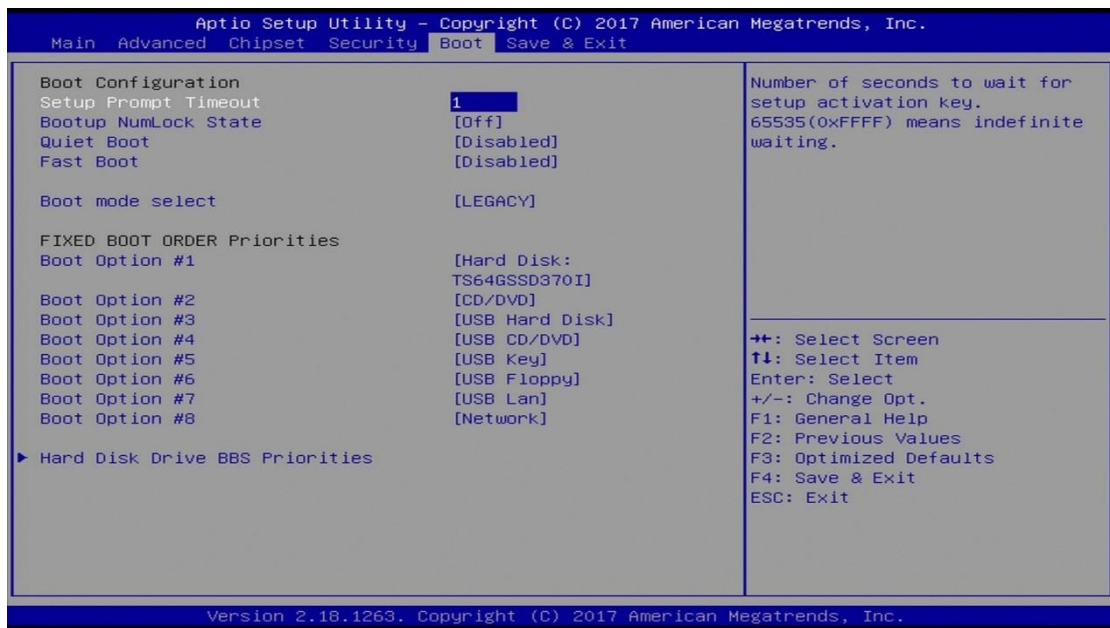 Aptio Setup Utility – Copyright (C) 2017 American Megatrends, Inc.
Main Advanced Chipset Security Boot Save & Exit
Boot Configuration
Setup Prompt Timeout 1
Bootup NumLock State [Off]
Quiet Boot [Disabled]
Fast Boot [Disabled]
Boot mode select [LEGACY]
FIXED BOOT ORDER Priorities
Boot Option #1 [Hard Disk:
TS64GSSD370I]
Boot Option #2 [CD/DVD]
Boot Option #3 [USB Hard Disk]
Boot Option #4 [USB CD/DVD]
Boot Option #5 [USB Key]
Boot Option #6 [USB Floppy]
Boot Option #7 [USB Lan]
Boot Option #8 [Network]
▶ Hard Disk Drive BBS Priorities
Number of seconds to wait for
setup activation key.
65535(0xFFFF) means indefinite
waiting.
→←: Select Screen
↑↓: Select Item
Enter: Select
+/-: Change Opt.
F1: General Help
F2: Previous Values
F3: Optimized Defaults
F4: Save & Exit
ESC: Exit
Version 2.18.1263. Copyright (C) 2017 American Megatrends, Inc.